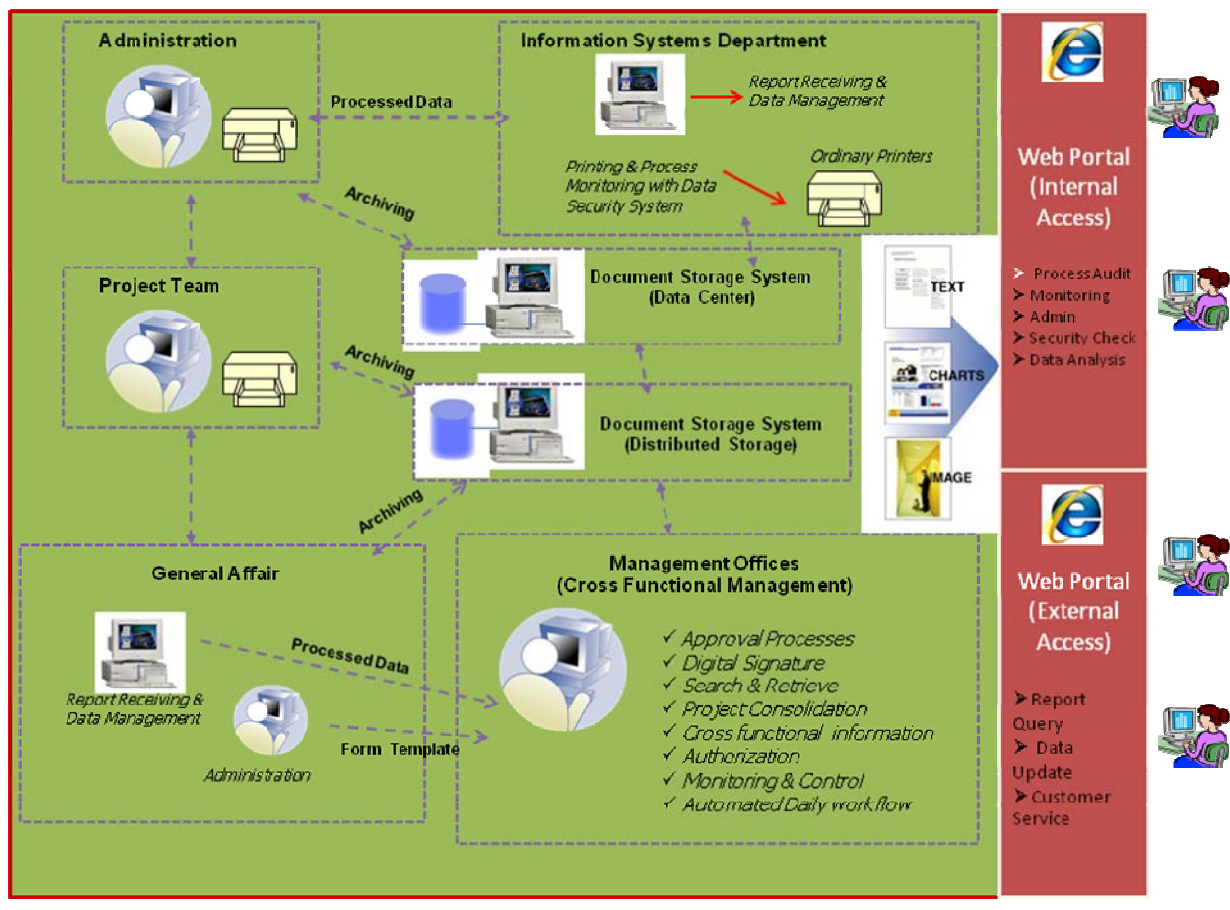 Administration
Processed Data
Information Systems Department
Report Receiving &
Data Management
Printing & Process
Monitoring with Data
Security System
Ordinary Printers
Archiving
Project Team
Document Storage System
(Data Center)
Archiving
Document Storage System
(Distributed Storage)
Archiving
TEXT
CHARTS
IMAGE
General Affair
Report Receiving &
Data Management
Processed Data
Form Template
Administration
Management Offices
(Cross Functional Management)
✓ Approval Processes
✓ Digital Signature
✓ Search & Retrieve
✓ Project Consolidation
✓ Cross functional information
✓ Authorization
✓ Monitoring & Control
✓ Automated Daily workflow
Web Portal
(Internal
Access)
➢ Process Audit
➢ Monitoring
➢ Admin
➢ Security Check
➢ Data Analysis
Web Portal
(External
Access)
➢ Report
Query
➢ Data
Update
➢ Customer
Service